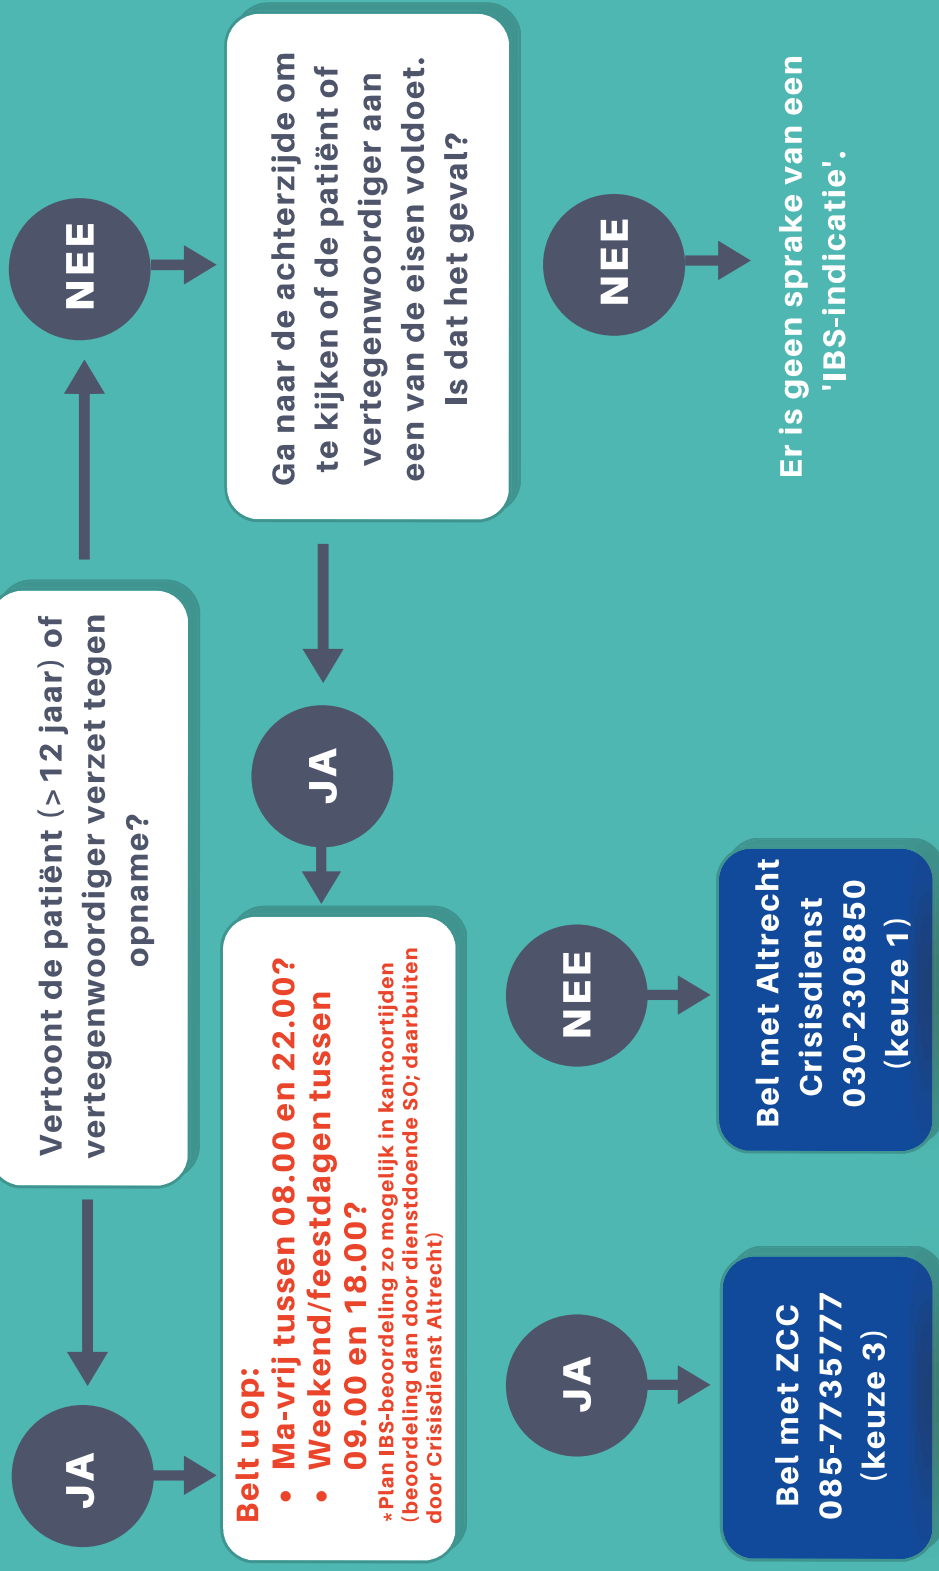 Vertoont de patiënt (> 12 jaar) of
vertegenwoordiger verzet tegen
opname?
JA
NEE
Belt u op:
• Ma-vrij tussen 08.00 en 22.00?
• Weekend/feestdagen tussen
09.00 en 18.00?
*Plan IBS-beoordeling zo mogelijk in kantoortijden
(beoordeling dan door dienstdoende SO; daarbuiten
door Crisisdienst Altrecht)
JA
Ga naar de achterzijde om
te kijken of de patiënt of
vertegenwoordiger aan
een van de eisen voldoet.
Is dat het geval?
JA
NEE
NEE
Bel met ZCC
085-7735777
(keuze 3)
Bel met Altrecht
Crisisdienst
030-2308850
(keuze 1)
Er is geen sprake van een
'IBS-indicatie'.